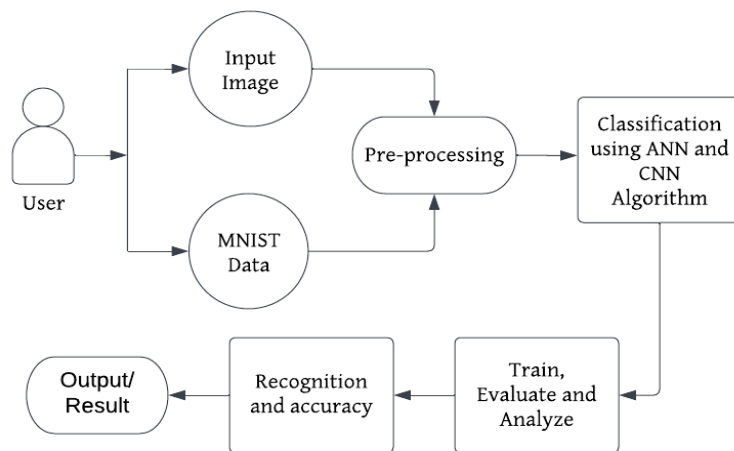 Input
Image
User
MNIST
Data
Pre-processing
Classification
using ANN and
CNN
Algorithm
Train,
Evaluate and
Analyze
Recognition
and accuracy
Output/
Result